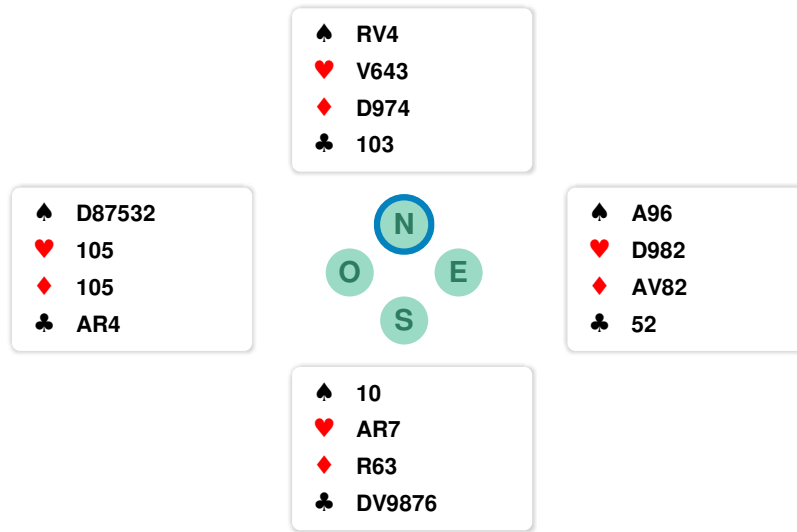 ♠ RV4
♥ V643
♦ D974
♣ 103
♠ D87532
♥ 105
♦ 105
♣ AR4
N
O E
S
♠ A96
♥ D982
♦ AV82
♣ 52
♠ 10
♥ AR7
♦ R63
♣ DV9876